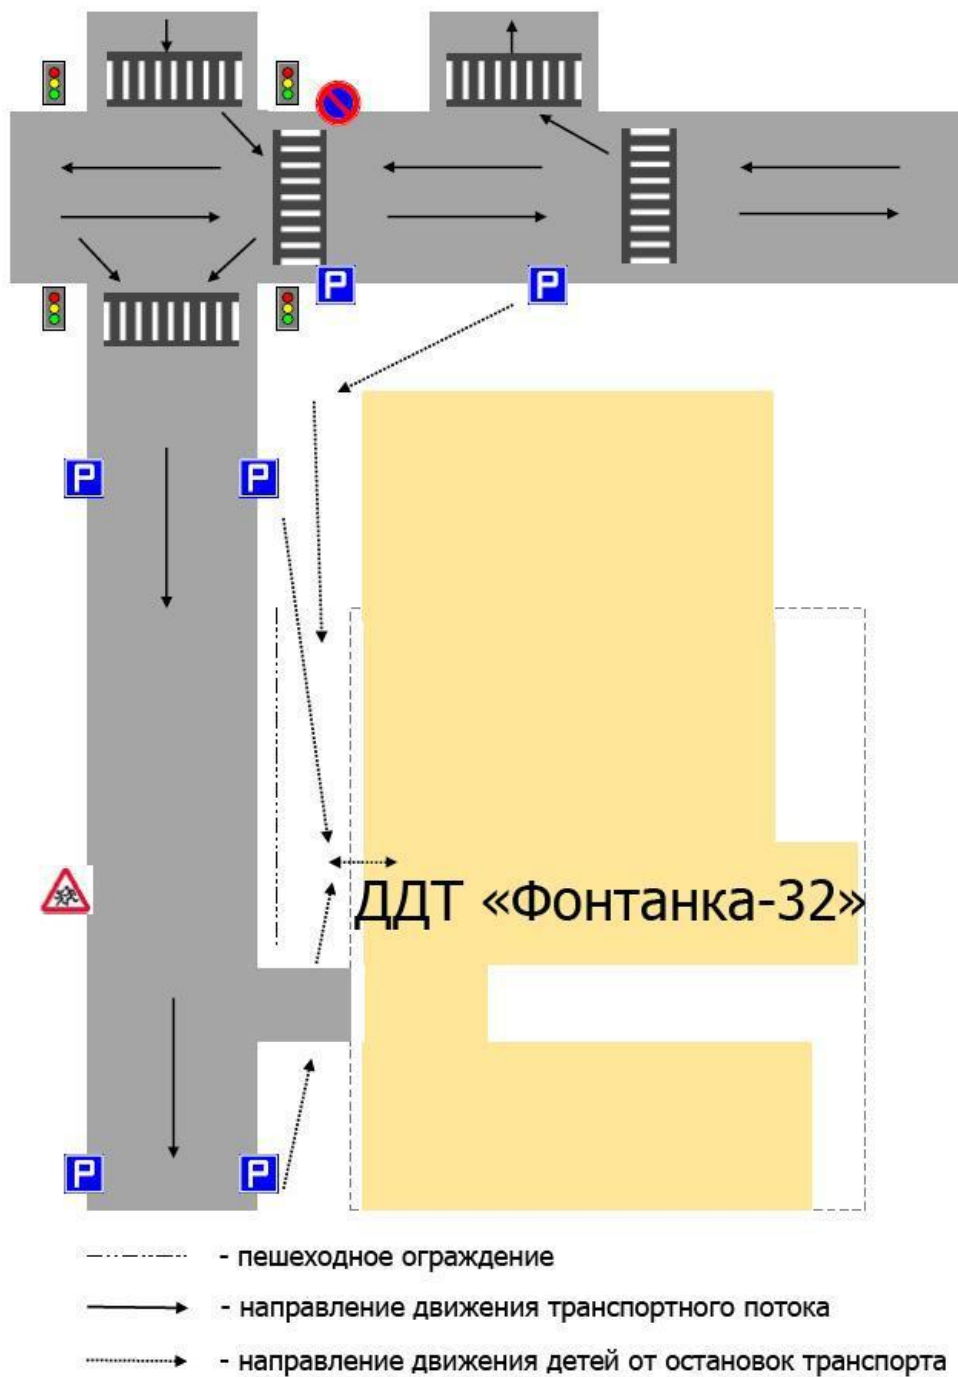 P P
P P
ДДТ «Фонтанка-32»
P P
- пешеходное ограждение
- направление движения транспортного потока
- направление движения детей от остановок транспорта